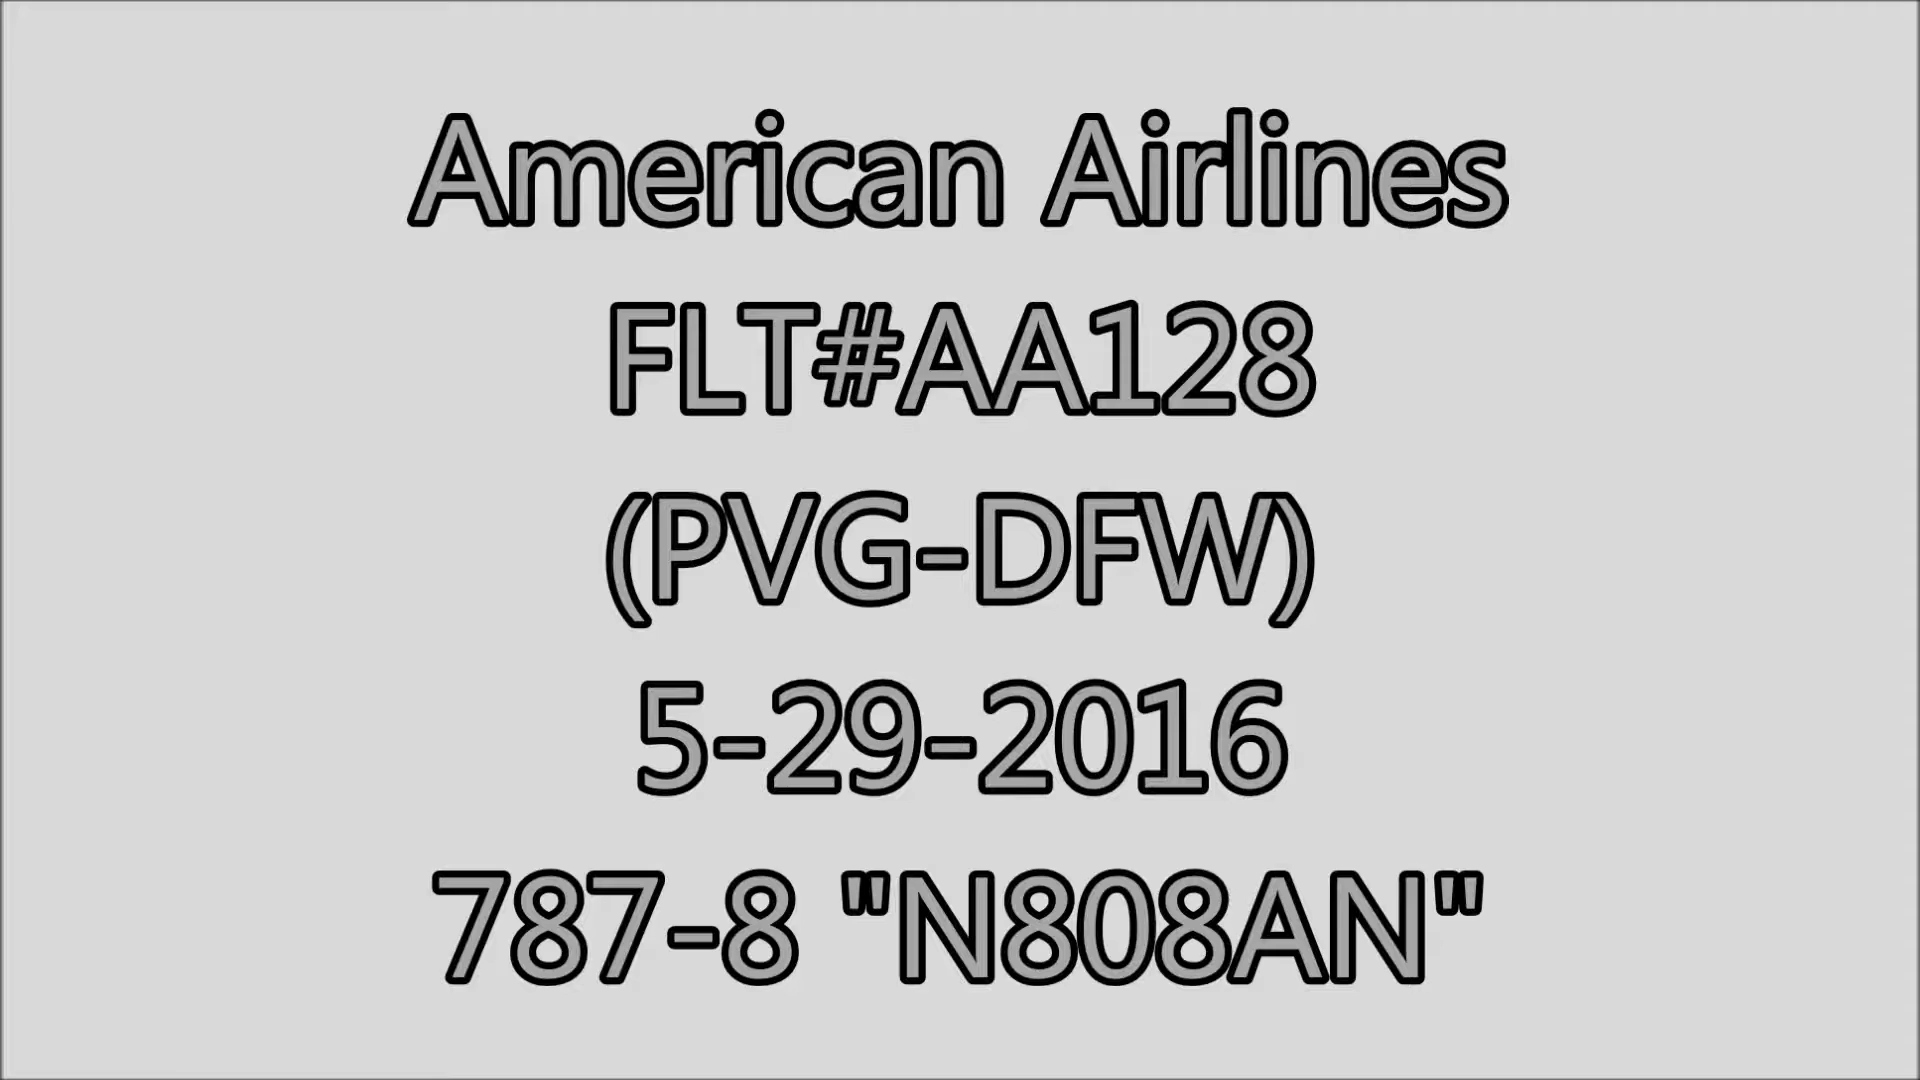 American Airlines
FLT#AA128
(PVG-DFW)
5-29-2016
787-8 "N808AN"